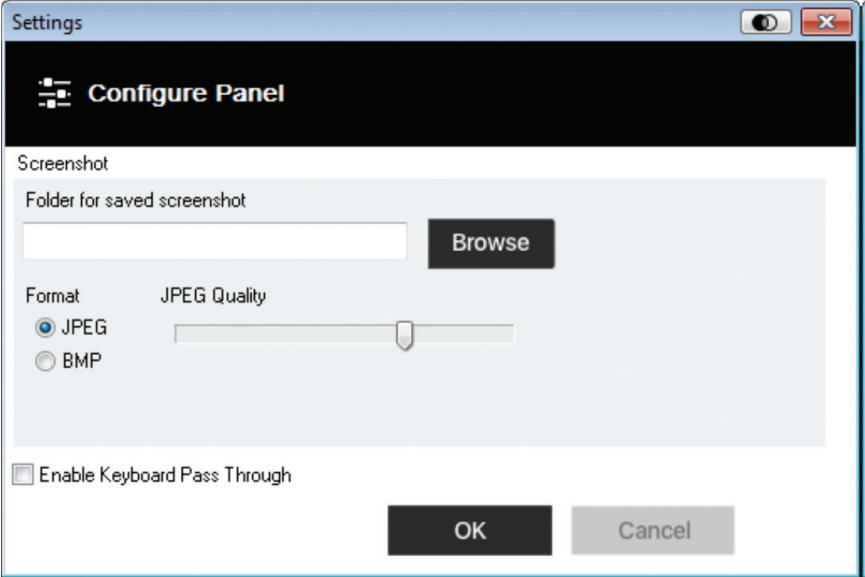 Settings
Configure Panel
Screenshot
Folder for saved screenshot
Browse
Format JPEG Quality
JPEG
BMP
Enable Keyboard Pass Through
OK Cancel